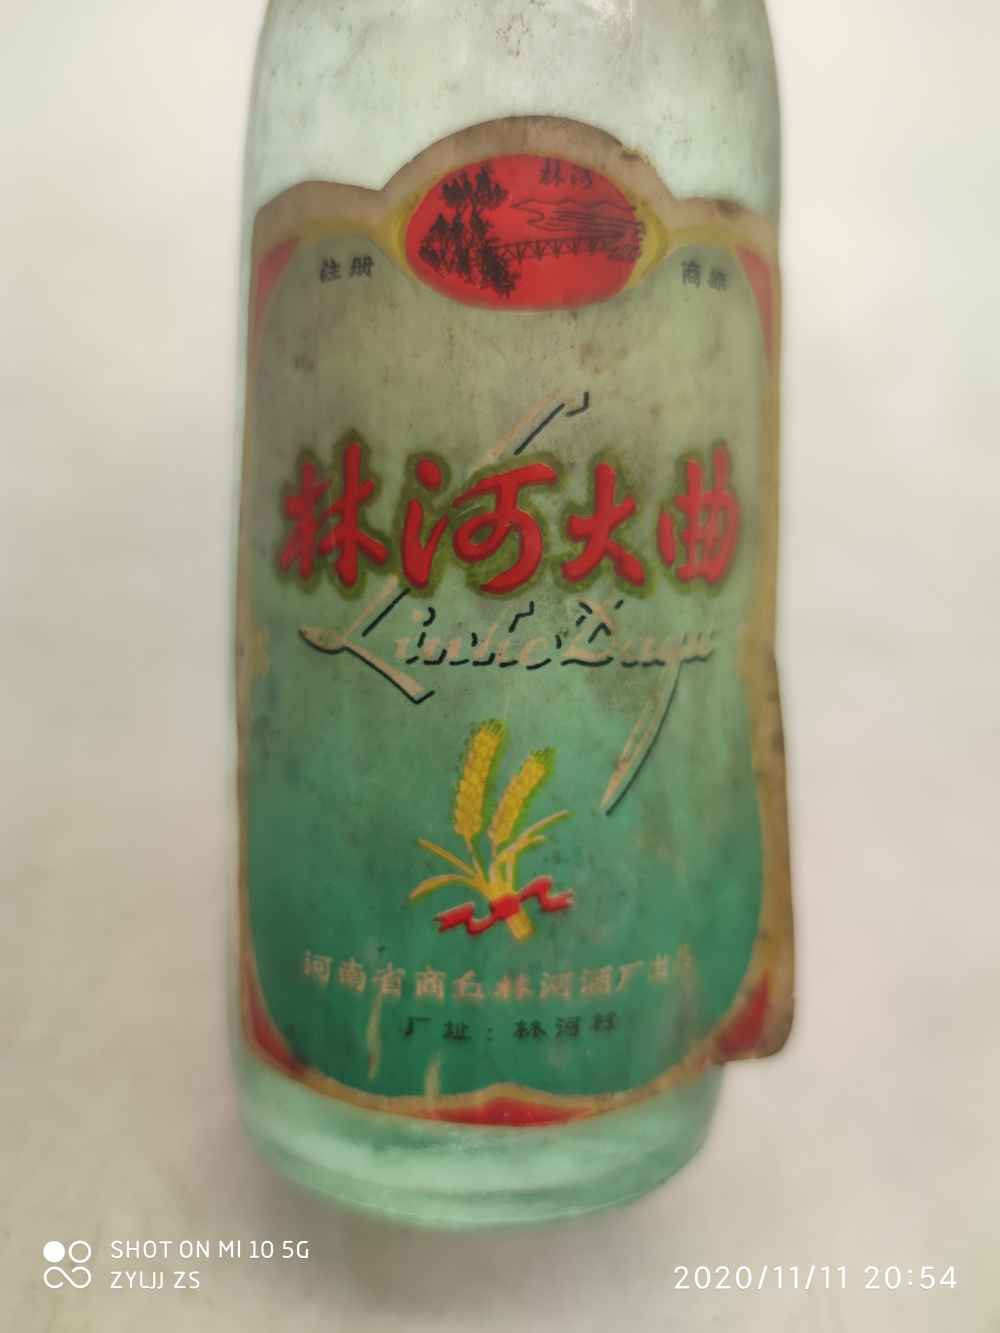 林河
注册 商标
林河大曲
Linhe Daqu
河南省商丘林河酒厂出品
厂址：林河村
SHOT ON MI 10 5G
ZYLJJ ZS
2020/11/11 20:54